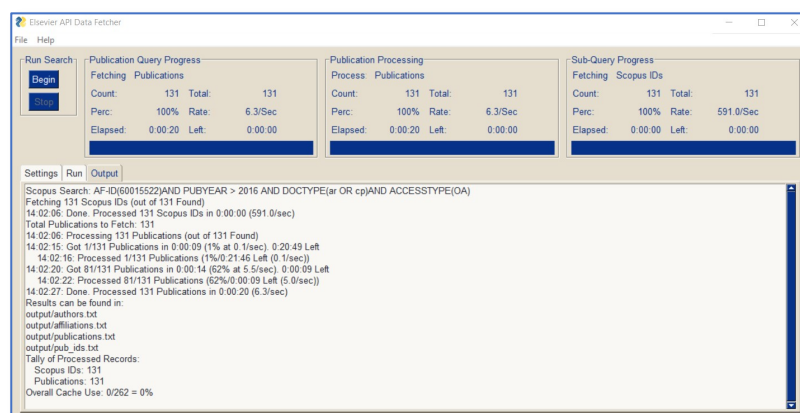 Elsevier API Data Fetcher
File Help
Run Search
Begin
Stop
Publication Query Progress
Fetching Publications
Count: 131 Total: 131
Perc: 100% Rate: 6.3/Sec
Elapsed: 0:00:20 Left: 0:00:00
Publication Processing
Process Publications
Count: 131 Total: 131
Perc: 100% Rate: 6.3/Sec
Elapsed: 0:00:20 Left: 0:00:00
Sub-Query Progress
Fetching Scopus IDs
Count: 131 Total: 131
Perc: 100% Rate: 591.0/Sec
Elapsed: 0:00:00 Left: 0:00:00
Settings Run Output
Scopus Search: AF-ID(60015522)AND PUBYEAR > 2016 AND DOCTYPE(ar OR cp)AND ACCESSTYPE(OA)
Fetching 131 Scopus IDs (out of 131 Found)
14:02:06: Done. Processed 131 Scopus IDs in 0:00:00 (591.0/sec)
Total Publications to Fetch: 131
14:02:06: Processing 131 Publications (out of 131 Found)
14:02:15: Got 1/131 Publications in 0:00:09 (1% at 0.1/sec). 0:20:49 Left
14:02:16: Processed 1/131 Publications (1%/0:21:46 Left (0.1/sec))
14:02:20: Got 81/131 Publications in 0:00:14 (62% at 5.5/sec). 0:00:09 Left
14:02:22: Processed 81/131 Publications (62%/0:00:09 Left (5.0/sec))
14:02:27: Done. Processed 131 Publications in 0:00:20 (6.3/sec)
Results can be found in:
output/authors.txt
output/affiliations.txt
output/publications.txt
output/pub_ids.txt
Tally of Processed Records:
Scopus IDs: 131
Publications: 131
Overall Cache Use: 0/262 = 0%